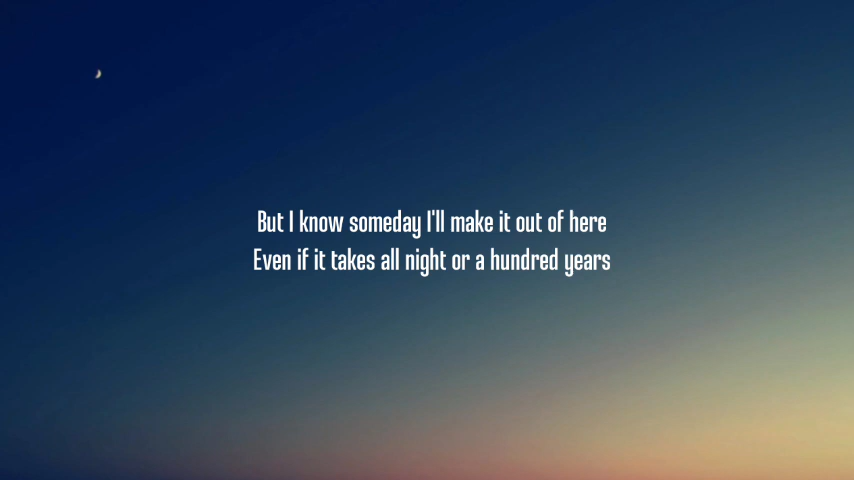 But I know someday I'll make it out of here
Even if it takes all night or a hundred years